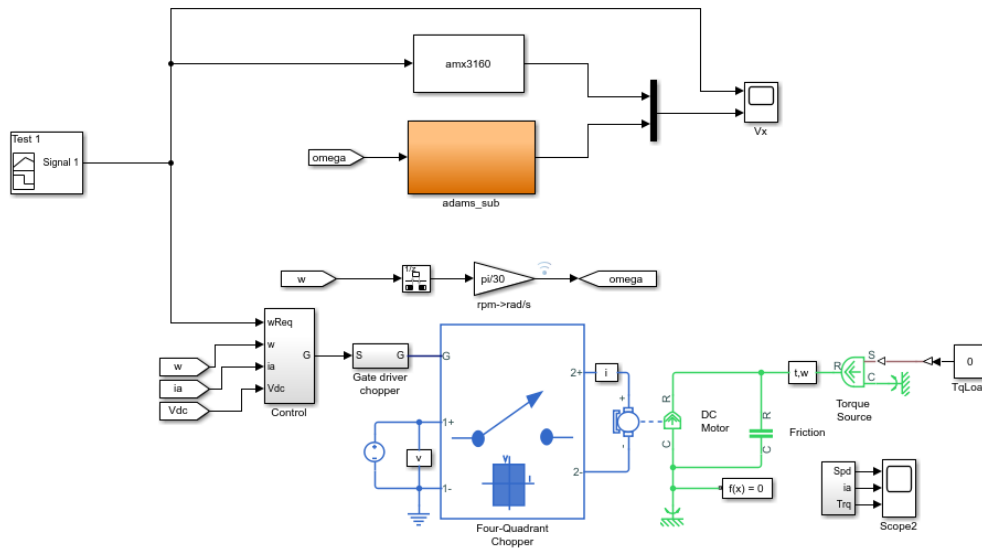 amx3160
Vx
Test 1
Signal 1
omega
adams_sub
w
1/z
pi/30
omega
rpm->rad/s
wReq
w
ia
Vdc
G
w
ia
Vdc
Control
S
G
Gate driver
chopper
G
2+
i
+
-
2-
1+
1-
v
V
I
Four-Quadrant
Chopper
R
C
DC
Motor
R
C
Friction
t,w
R
S
C
Torque
Source
0
TqLoa
f(x) = 0
Spd
ia
Trq
Scope2